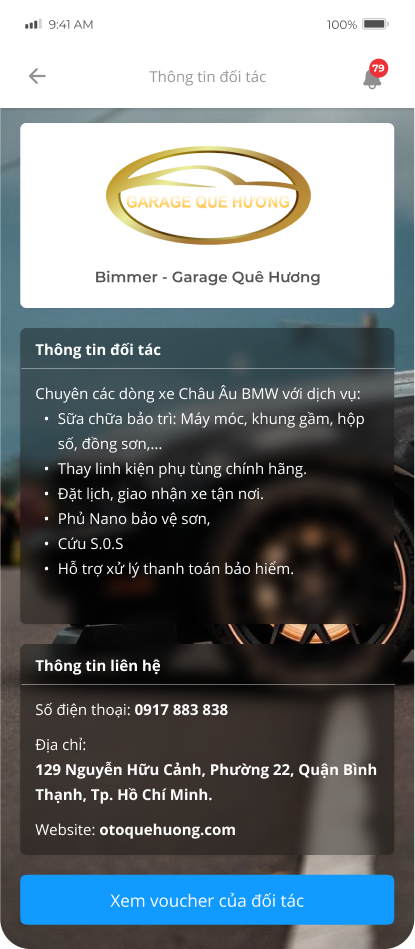 9:41 AM
100%
Thông tin đối tác
79
GARAGE QUÊ HƯƠNG
Bimmer - Garage Quê Hương
Thông tin đối tác
Chuyên các dòng xe Châu Âu BMW với dịch vụ:
• Sữa chữa bảo trì: Máy móc, khung gầm, hộp
số, đồng sơn,...
• Thay linh kiện phụ tùng chính hãng.
• Đặt lịch, giao nhận xe tận nơi.
• Phủ Nano bảo vệ sơn,
• Cứu S.0.S
• Hỗ trợ xử lý thanh toán bảo hiểm.
Thông tin liên hệ
Số điện thoại: 0917 883 838
Địa chỉ:
129 Nguyễn Hữu Cảnh, Phường 22, Quận Bình
Thạnh, Tp. Hồ Chí Minh.
Website: otoquehuong.com
Xem voucher của đối tác